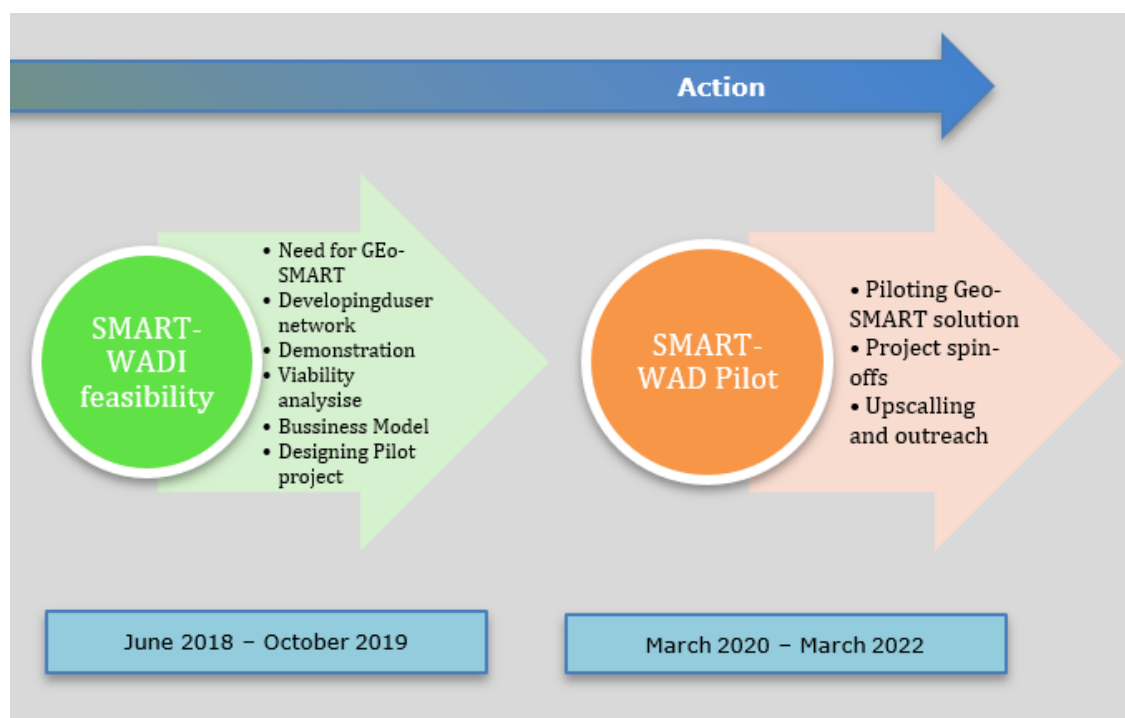 Action
SMART-
WADI
feasibility
• Need for GEo-
SMART
• Developingduser
network
• Demonstration
• Viability
analysise
• Bussiness Model
• Designing Pilot
project
SMART-
WAD Pilot
• Piloting Geo-
SMART solution
• Project spin-
offs
• Upscalling
and outreach
June 2018 – October 2019
March 2020 – March 2022